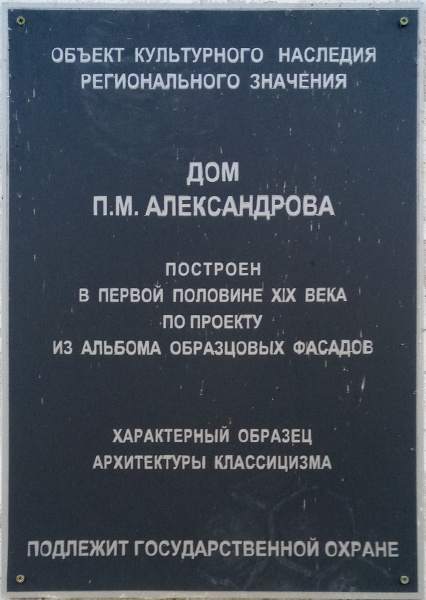 ОБЪЕКТ КУЛЬТУРНОГО НАСЛЕДИЯ
РЕГИОНАЛЬНОГО ЗНАЧЕНИЯ
ДОМ
П.М. АЛЕКСАНДРОВА
ПОСТРОЕН
В ПЕРВОЙ ПОЛОВИНЕ XIX ВЕКА
ПО ПРОЕКТУ
ИЗ АЛЬБОМА ОБРАЗЦОВЫХ ФАСАДОВ
ХАРАКТЕРНЫЙ ОБРАЗЕЦ
АРХИТЕКТУРЫ КЛАССИЦИЗМА
ПОДЛЕЖИТ ГОСУДАРСТВЕННОЙ ОХРАНЕ